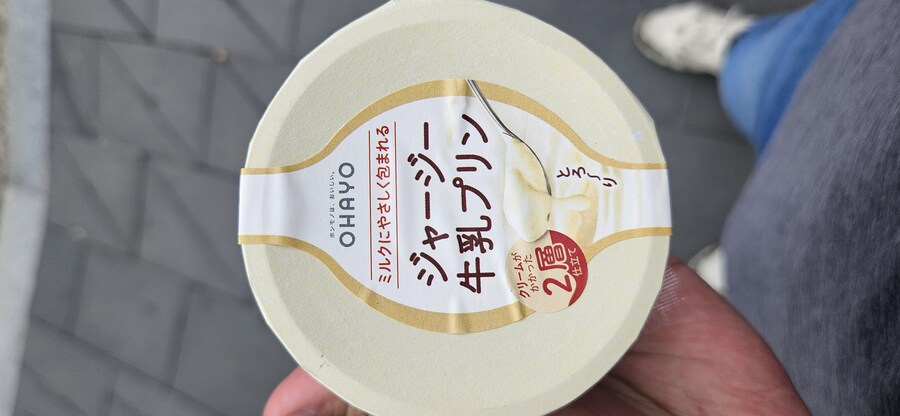 ホンモノは、おいしい。
OHAYO
ミルクにやさしく包まれる
ジャージー
牛乳プリン
とろ〜り
クリームが
かかった
2層
仕立て